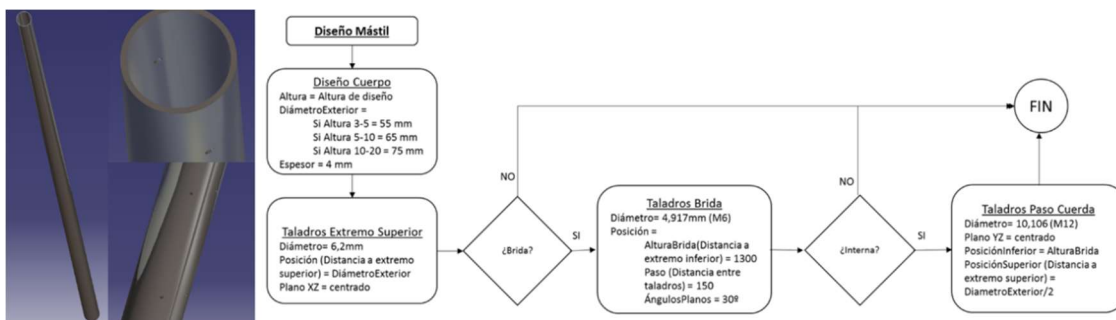 Diseño Mástil
Diseño Cuerpo
Altura = Altura de diseño
DiámetroExterior =
Si Altura 3-5 = 55 mm
Si Altura 5-10 = 65 mm
Si Altura 10-20 = 75 mm
Espesor = 4 mm
Taladros Extremo Superior
Diámetro= 6,2mm
Posición (Distancia a extremo
superior) = DiámetroExterior
Plano XZ = centrado
¿Brida?
NO
SI
Taladros Brida
Diámetro= 4,917mm (M6)
Posición =
AlturaBrida(Distancia a
extremo inferior) = 1300
Paso (Distancia entre
taladros) = 150
ÁngulosPlanos = 30º
¿Interna?
NO
SI
Taladros Paso Cuerda
Diámetro= 10,106 (M12)
Plano YZ = centrado
PosiciónInferior = AlturaBrida
PosiciónSuperior (Distancia
a extremo superior) =
DiametroExterior/2
FIN